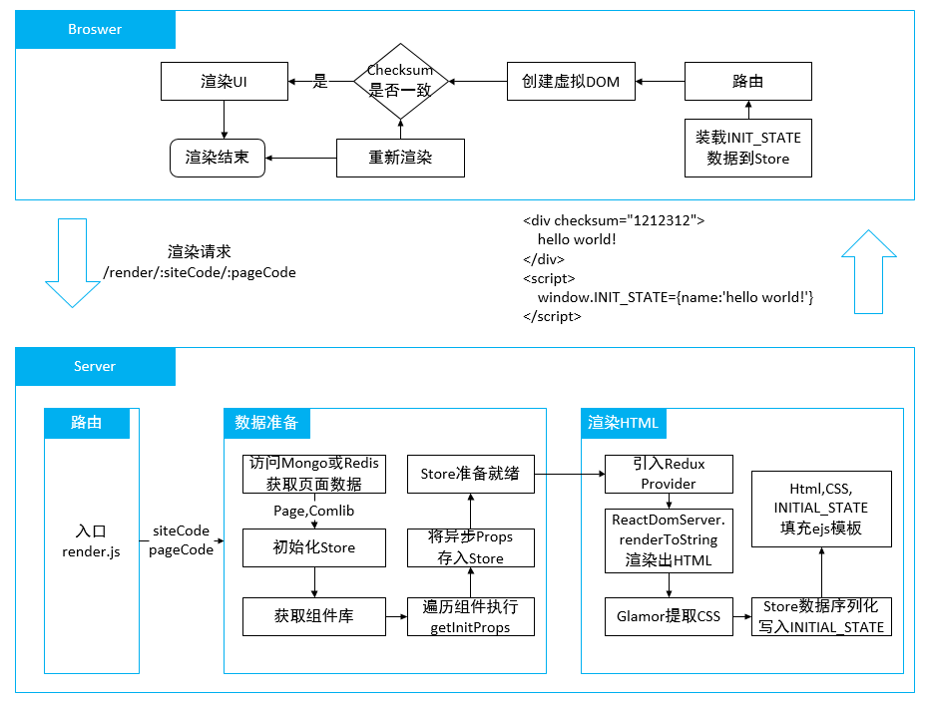 Broswer
渲染UI
是
Checksum
是否一致
创建虚拟DOM
路由
渲染结束
重新渲染
装载INIT_STATE
数据到Store
渲染请求
/render/:siteCode/:pageCode
<div checksum="1212312">
hello world!
</div>
<script>
window.INIT_STATE={name:'hello world!'}
</script>
Server
路由
入口
render.js
siteCode
pageCode
数据准备
访问Mongo或Redis
获取页面数据
Page,Comlib
初始化Store
获取组件库
遍历组件执行
getInitProps
将异步Props
存入Store
Store准备就绪
渲染HTML
引入Redux
Provider
ReactDomServer.
renderToString
渲染出HTML
Glamor提取CSS
Store数据序列化
写入INITIAL_STATE
Html,CSS,
INITIAL_STATE
填充ejs模板